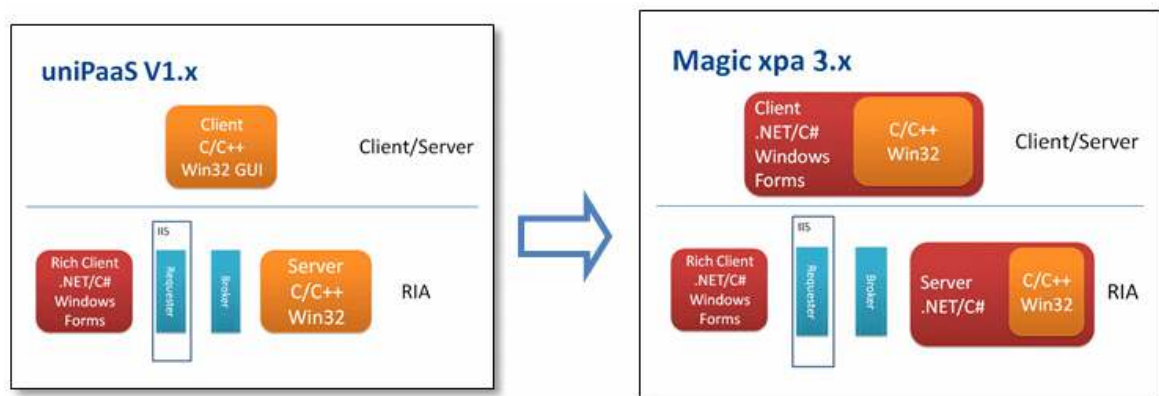 uniPaaS V1.x
Client
C/C++
Win32 GUI
Client/Server
Rich Client
.NET/C#
Windows
Forms
IIS
Requester
Broker
Server
C/C++
Win32
RIA
Magic xpa 3.x
Client
.NET/C#
Windows
Forms
C/C++
Win32
Client/Server
Rich Client
.NET/C#
Windows
Forms
IIS
Requester
Broker
Server
.NET/C#
C/C++
Win32
RIA